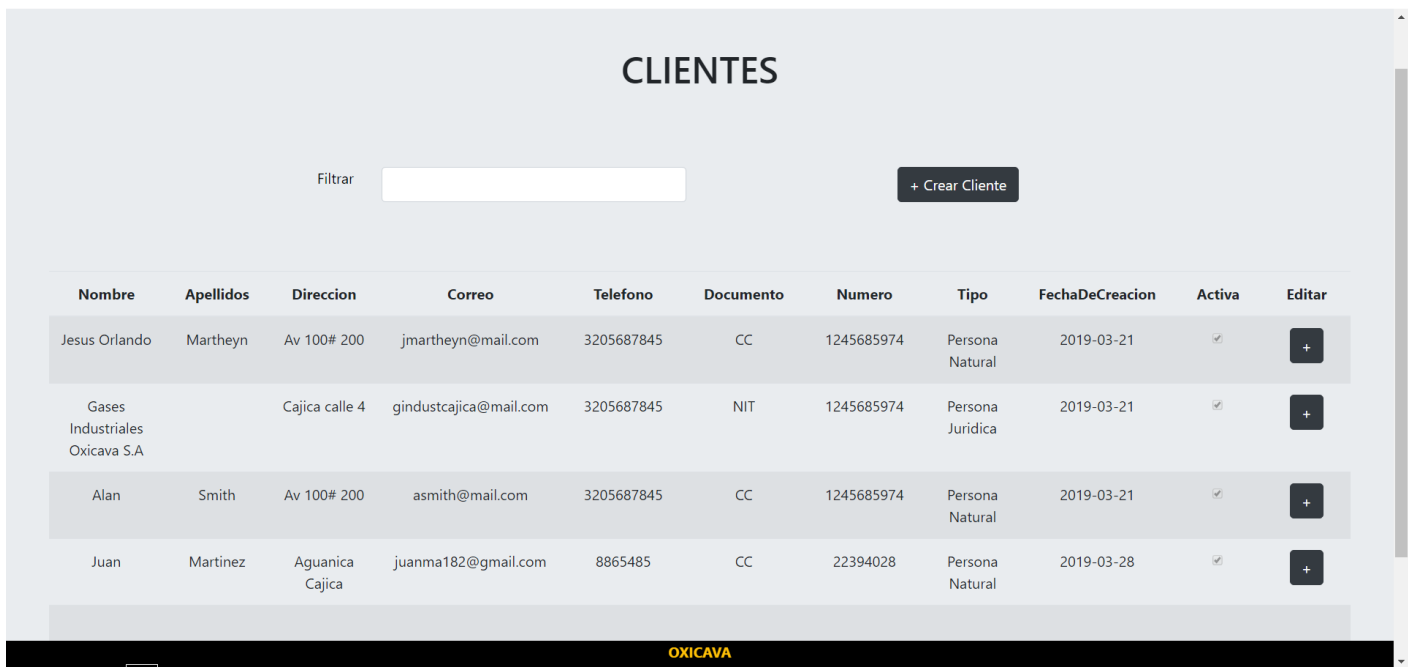 CLIENTES
Filtrar
+ Crear Cliente
Nombre Apellidos Direccion Correo Telefono Documento Numero Tipo FechaDeCreacion Activa Editar
Jesus Orlando Martheyn Av 100# 200 jmartheyn@mail.com 3205687845 CC 1245685974 Persona 2019-03-21 +
Natural
Gases Cajica calle 4 gindustcajica@mail.com 3205687845 NIT 1245685974 Persona 2019-03-21 +
Industriales Juridica
Oxicava S.A
Alan Smith Av 100# 200 asmith@mail.com 3205687845 CC 1245685974 Persona 2019-03-21 +
Natural
Juan Martinez Aguanica juanma182@gmail.com 8865485 CC 22394028 Persona 2019-03-28 +
Cajica Natural
OXICAVA